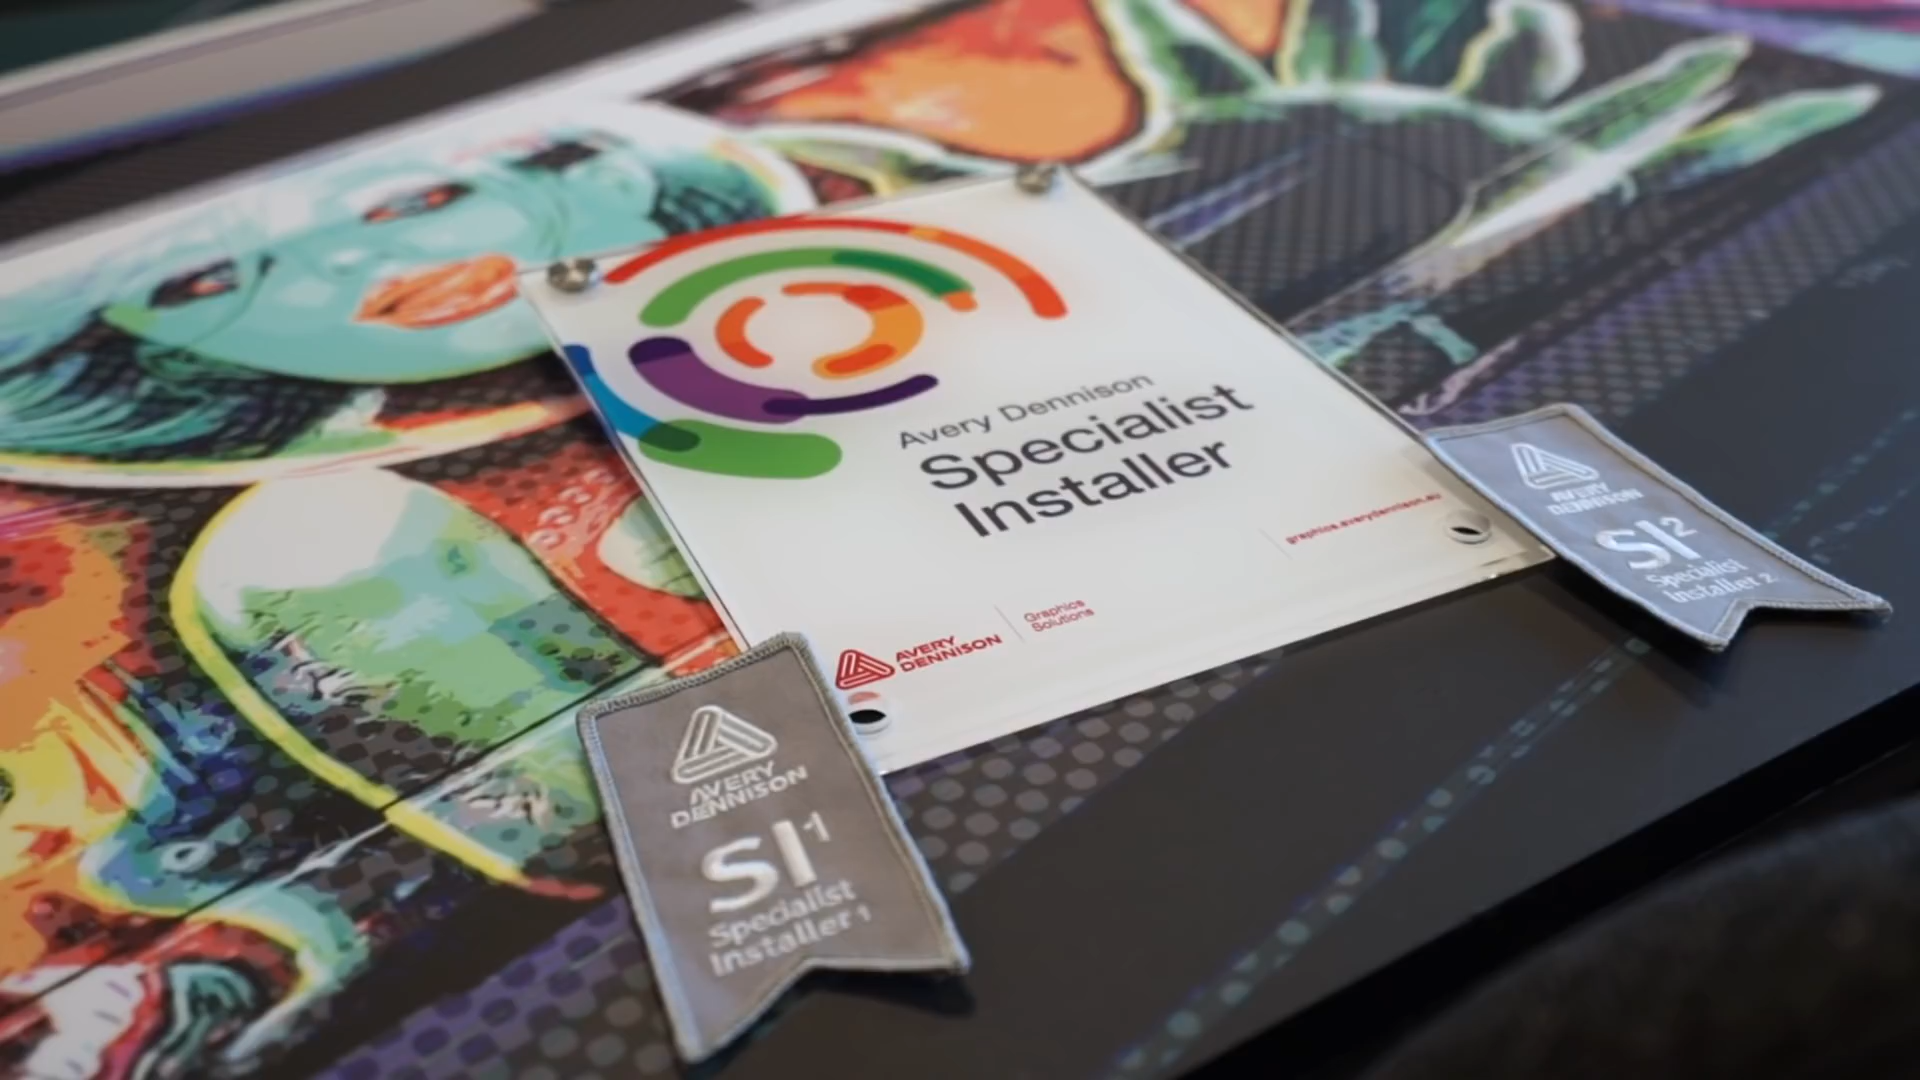 Avery Dennison
Specialist
Installer
graphics.averydennison.eu
AVERY
DENNISON
Graphics
Solutions
AVERY
DENNISON
SI1
Specialist
Installer 1
AVERY
DENNISON
SI2
Specialist
Installer 2